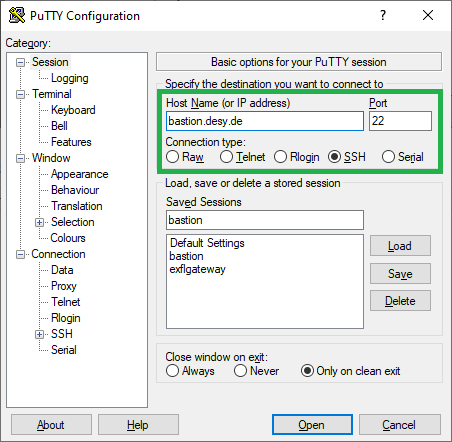 PuTTY Configuration
Category:
Session
Logging
Terminal
Keyboard
Bell
Features
Window
Appearance
Behaviour
Translation
Selection
Colours
Connection
Data
Proxy
Telnet
Rlogin
SSH
Serial
Basic options for your PuTTY session
Specify the destination you want to connect to
Host Name (or IP address) Port
bastion.desy.de 22
Connection type:
Raw Telnet Rlogin SSH Serial
Load, save or delete a stored session
Saved Sessions
bastion
Default Settings
bastion
exflgateway
Load
Save
Delete
Close window on exit:
Always Never Only on clean exit
About Help Open Cancel